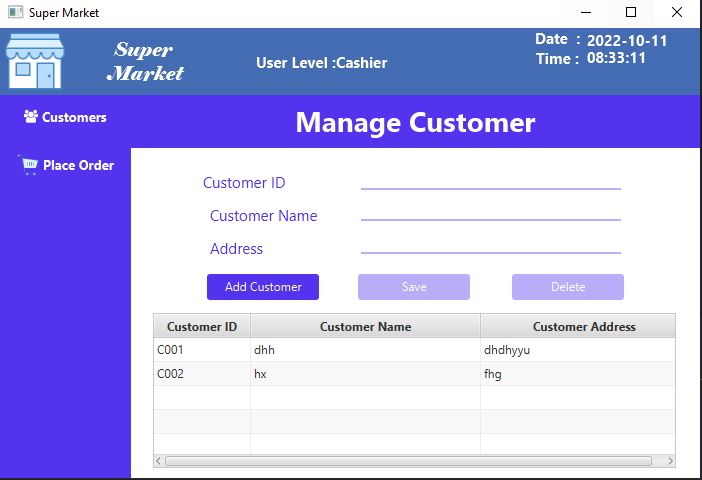 Super Market
Super
Market
User Level :Cashier
Date : 2022-10-11
Time : 08:33:11
Customers
Place Order
Manage Customer
Customer ID
Customer Name
Address
Add Customer Save Delete
Customer ID Customer Name Customer Address
C001 dhh dhdhyyu
C002 hx fhg